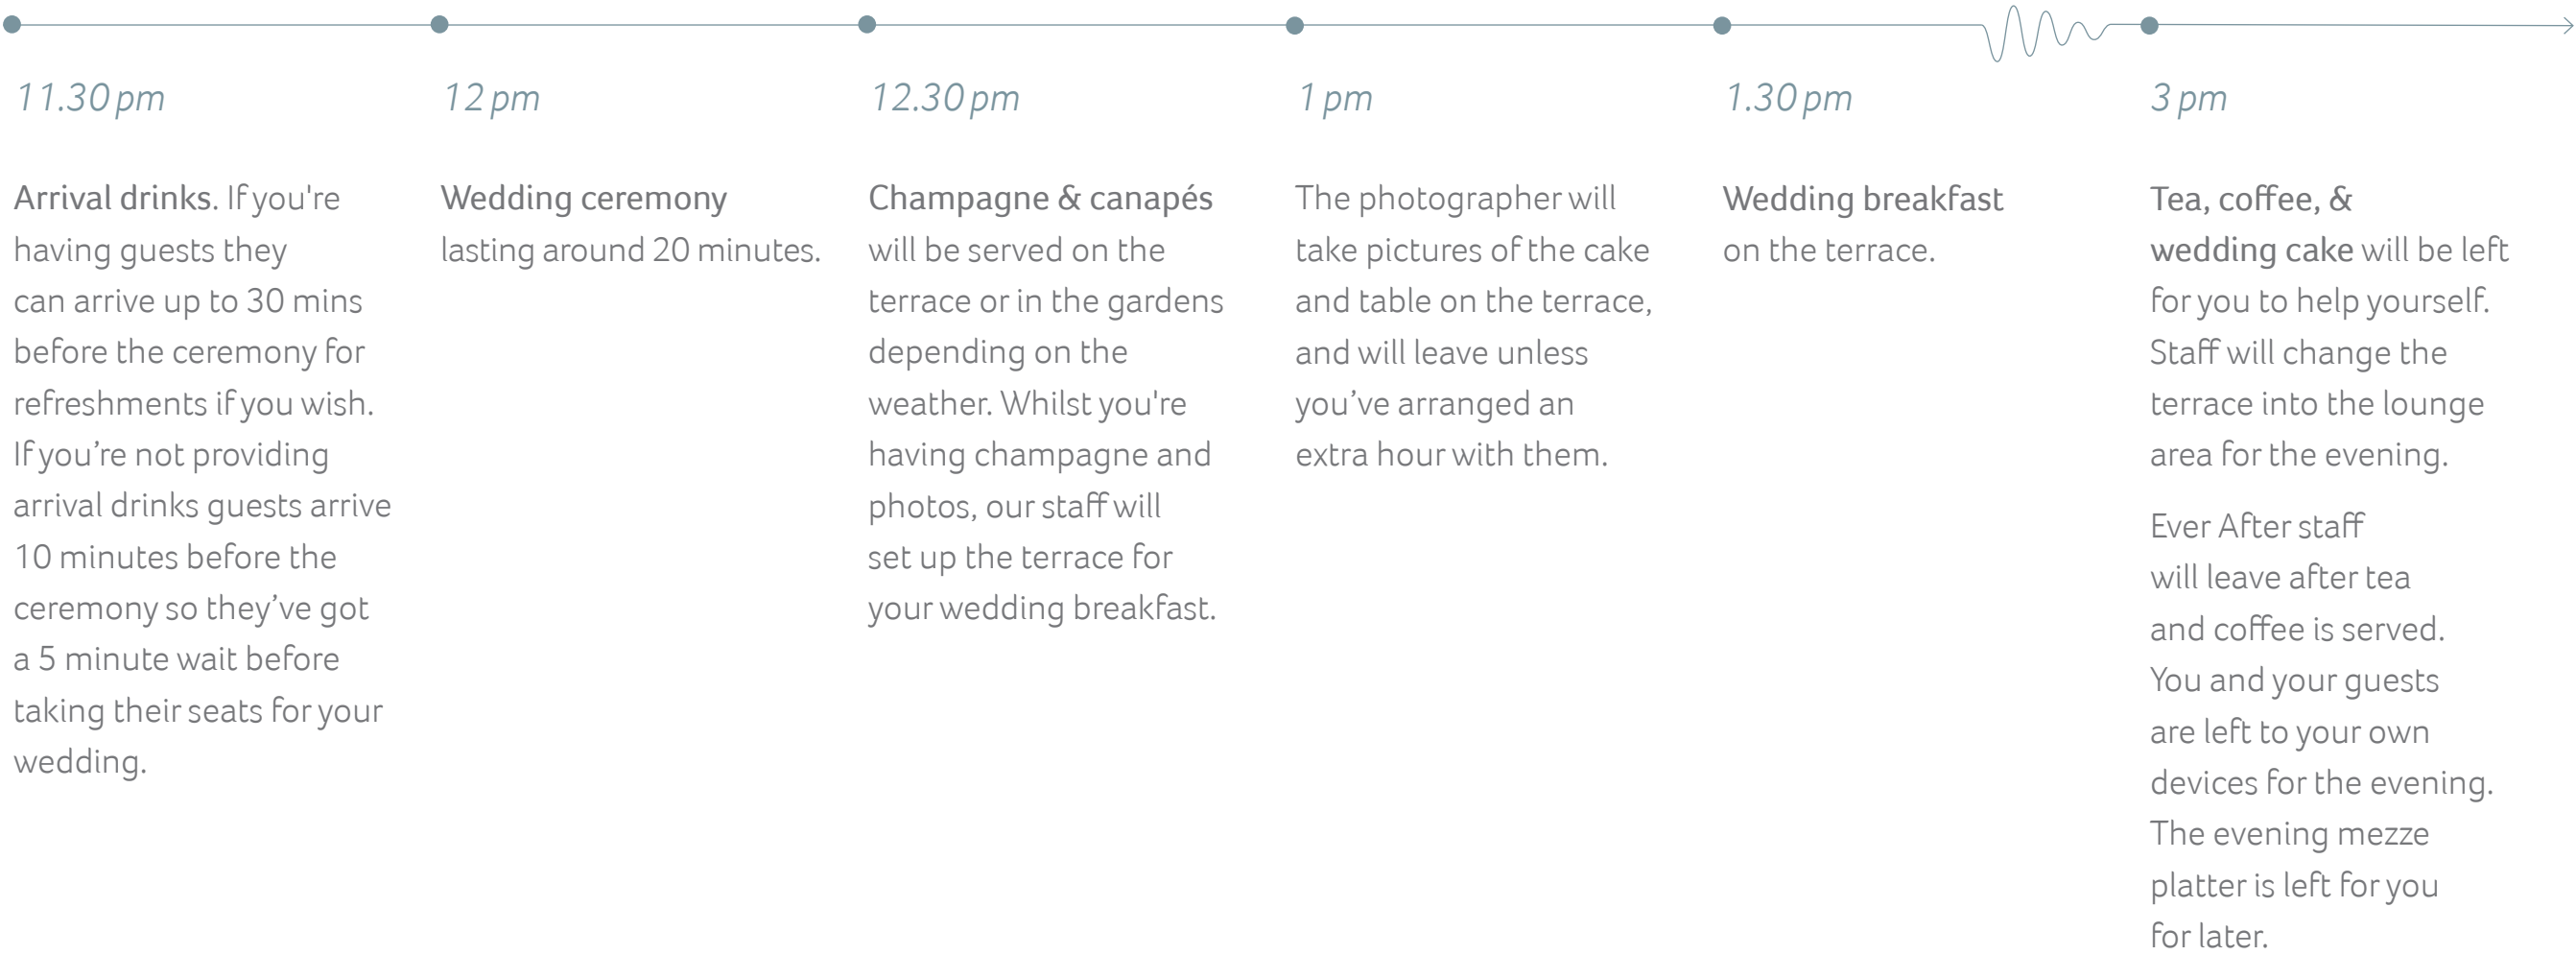 11.30 pm
Arrival drinks. If you're
having guests they
can arrive up to 30 mins
before the ceremony for
refreshments if you wish.
If you’re not providing
arrival drinks guests arrive
10 minutes before the
ceremony so they’ve got
a 5 minute wait before
taking their seats for your
wedding.
12 pm
Wedding ceremony
lasting around 20 minutes.
12.30 pm
Champagne & canapés
will be served on the
terrace or in the gardens
depending on the
weather. Whilst you're
having champagne and
photos, our staff will
set up the terrace for
your wedding breakfast.
1 pm
The photographer will
take pictures of the cake
and table on the terrace,
and will leave unless
you’ve arranged an
extra hour with them.
1.30 pm
Wedding breakfast
on the terrace.
3 pm
Tea, coffee, &
wedding cake will be left
for you to help yourself.
Staff will change the
terrace into the lounge
area for the evening.
Ever After staff
will leave after tea
and coffee is served.
You and your guests
are left to your own
devices for the evening.
The evening mezze
platter is left for you
for later.